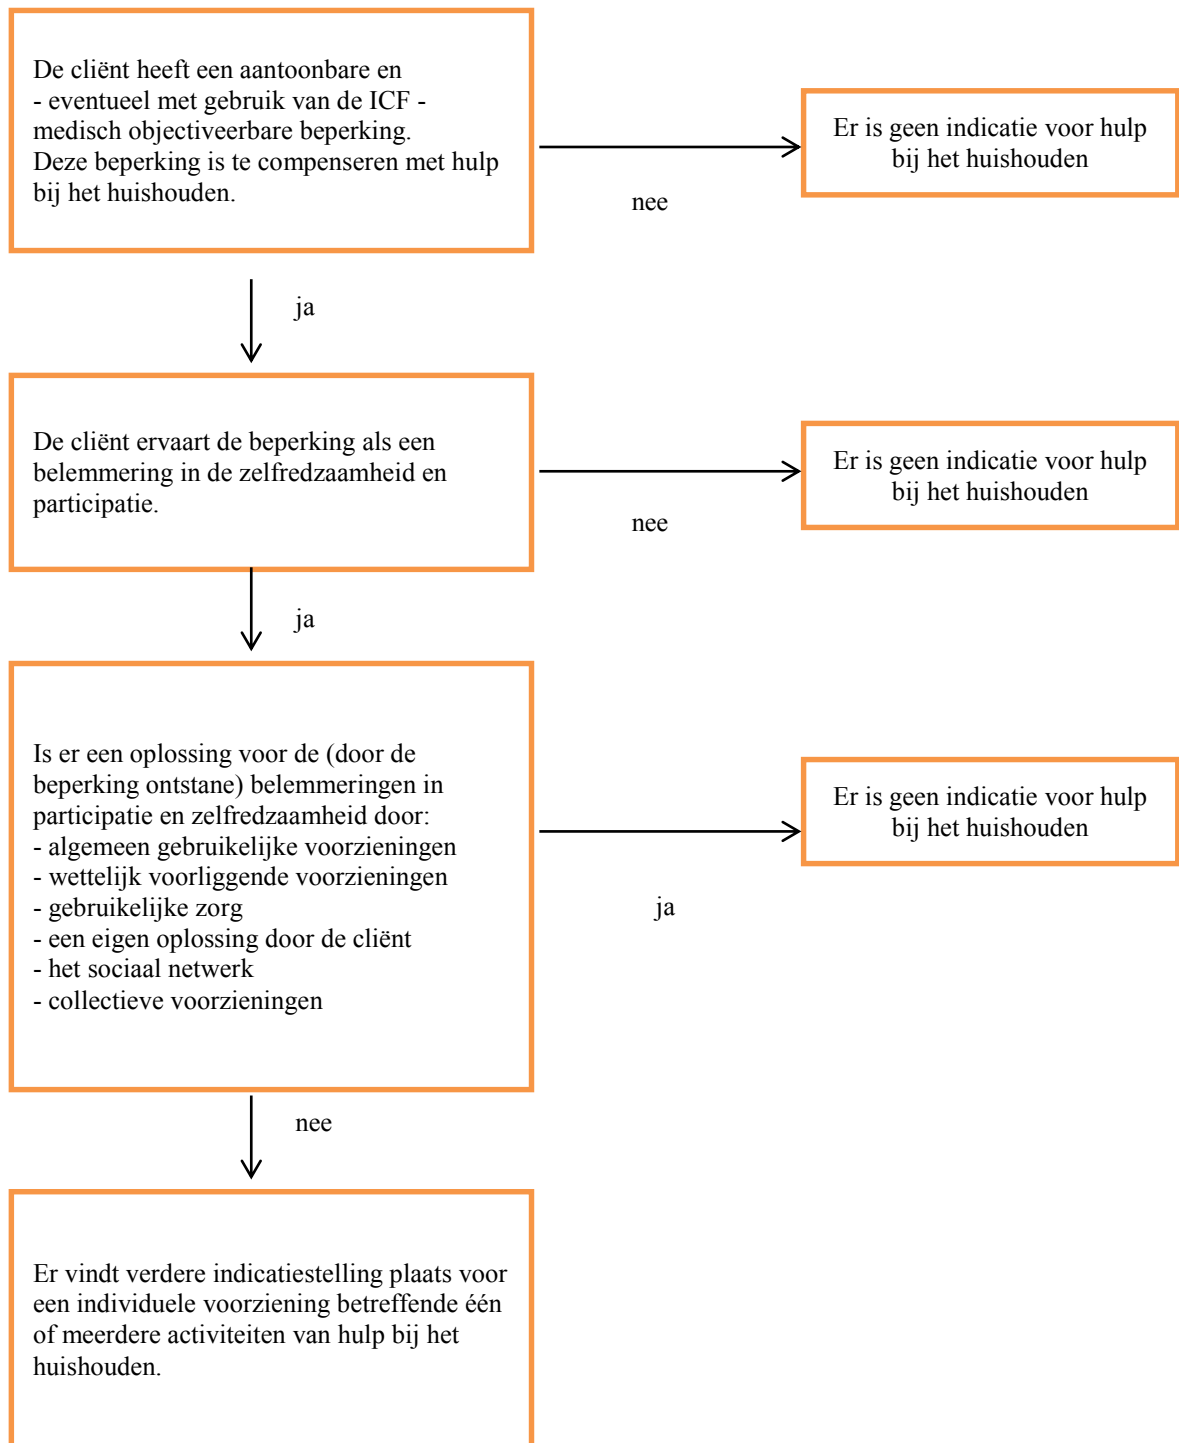 De cliënt heeft een aantoonbare en
- eventueel met gebruik van de ICF -
medisch objectiveerbare beperking.
Deze beperking is te compenseren met hulp
bij het huishouden.
Er is geen indicatie voor hulp
bij het huishouden
nee
ja
De cliënt ervaart de beperking als een
belemmering in de zelfredzaamheid en
participatie.
Er is geen indicatie voor hulp
bij het huishouden
nee
ja
Is er een oplossing voor de (door de
beperking ontstane) belemmeringen in
participatie en zelfredzaamheid door:
- algemeen gebruikelijke voorzieningen
- wettelijk voorliggende voorzieningen
- gebruikelijke zorg
- een eigen oplossing door de cliënt
- het sociaal netwerk
- collectieve voorzieningen
Er is geen indicatie voor hulp
bij het huishouden
ja
nee
Er vindt verdere indicatiestelling plaats voor
een individuele voorziening betreffende één
of meerdere activiteiten van hulp bij het
huishouden.